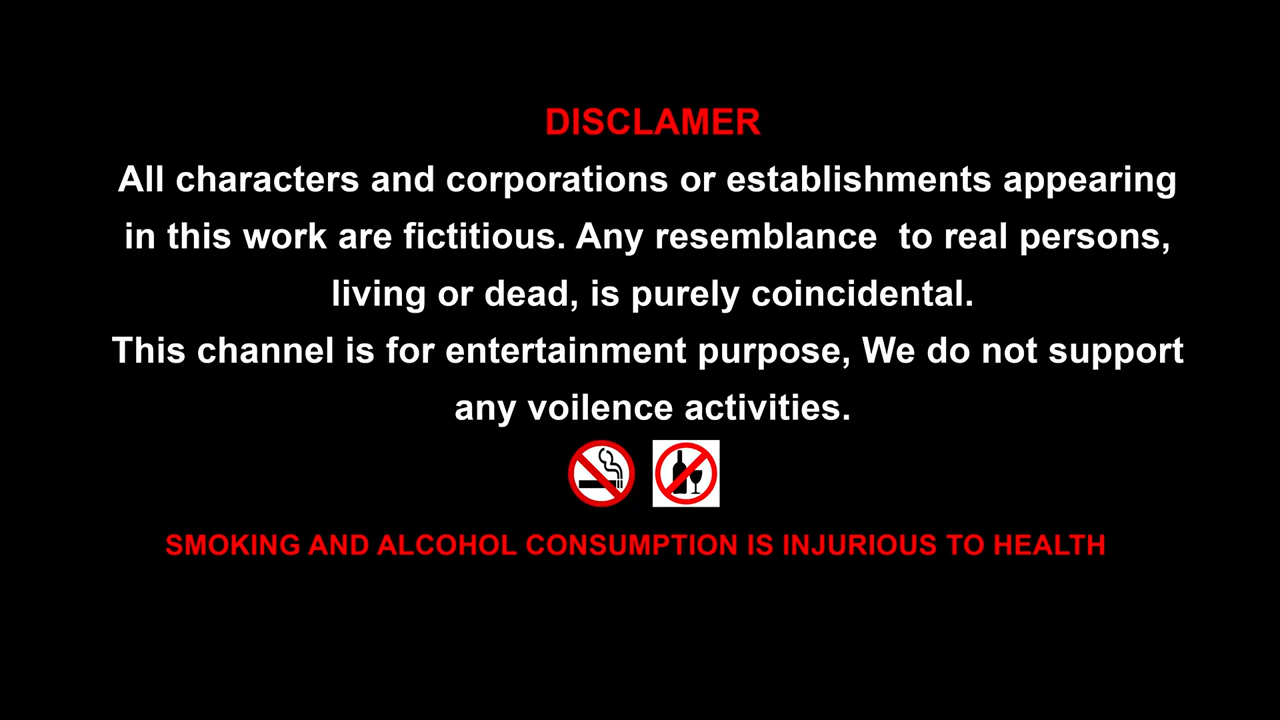 DISCLAMER
All characters and corporations or establishments appearing
in this work are fictitious. Any resemblance  to real persons,
living or dead, is purely coincidental.
This channel is for entertainment purpose, We do not support
any voilence activities.
SMOKING AND ALCOHOL CONSUMPTION IS INJURIOUS TO HEALTH